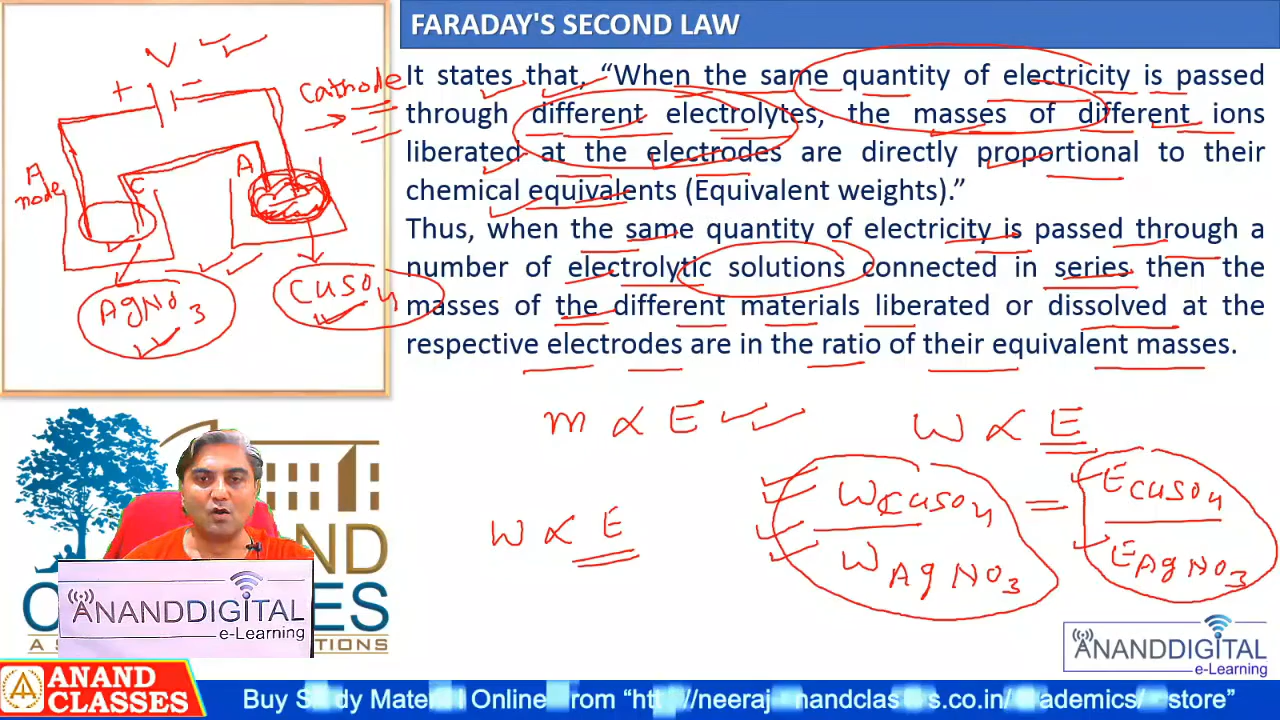 FARADAY'S SECOND LAW
It states that, “When the same quantity of electricity is passed
through different electrolytes, the masses of different ions
liberated at the electrodes are directly proportional to their
chemical equivalents (Equivalent weights).”
Thus, when the same quantity of electricity is passed through a
number of electrolytic solutions connected in series then the
masses of the different materials liberated or dissolved at the
respective electrodes are in the ratio of their equivalent masses.
V
+ −
Cathode
A
node
C
A
AgNO3
CuSO4
m ∝ E
W ∝ E
W ∝ E
WCuSO4 = ECuSO4
WAgNO3 EAgNO3
ANANDDIGITAL
e-Learning
ANANDDIGITAL
e-Learning
ANAND
CLASSES
Buy Study Material Online From “
store”